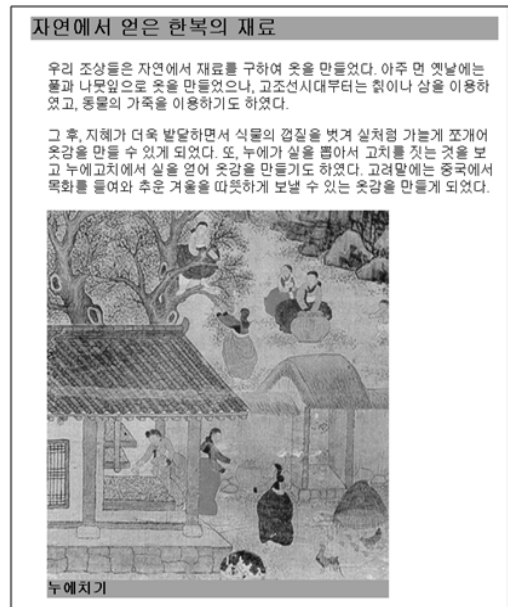 자연에서 얻은 한복의 재료
우리 조상들은 자연에서 재료를 구하여 옷을 만들었다. 아주 먼 옛날에는
풀과 나뭇잎으로 옷을 만들었으나, 고조선시대부터는 칡이나 삼을 이용하
였고, 동물의 가죽을 이용하기도 하였다.
그 후, 지혜가 더욱 발달하면서 식물의 껍질을 벗겨 실처럼 가늘게 쪼개어
옷감을 만들 수 있게 되었다. 또, 누에가 실을 뽑아서 고치를 짓는 것을 보
고 누에고치에서 실을 얻어 옷감을 만들기도 하였다. 고려말에는 중국에서
목화를 들여와 추운 겨울을 따뜻하게 보낼 수 있는 옷감을 만들게 되었다.
누에치기